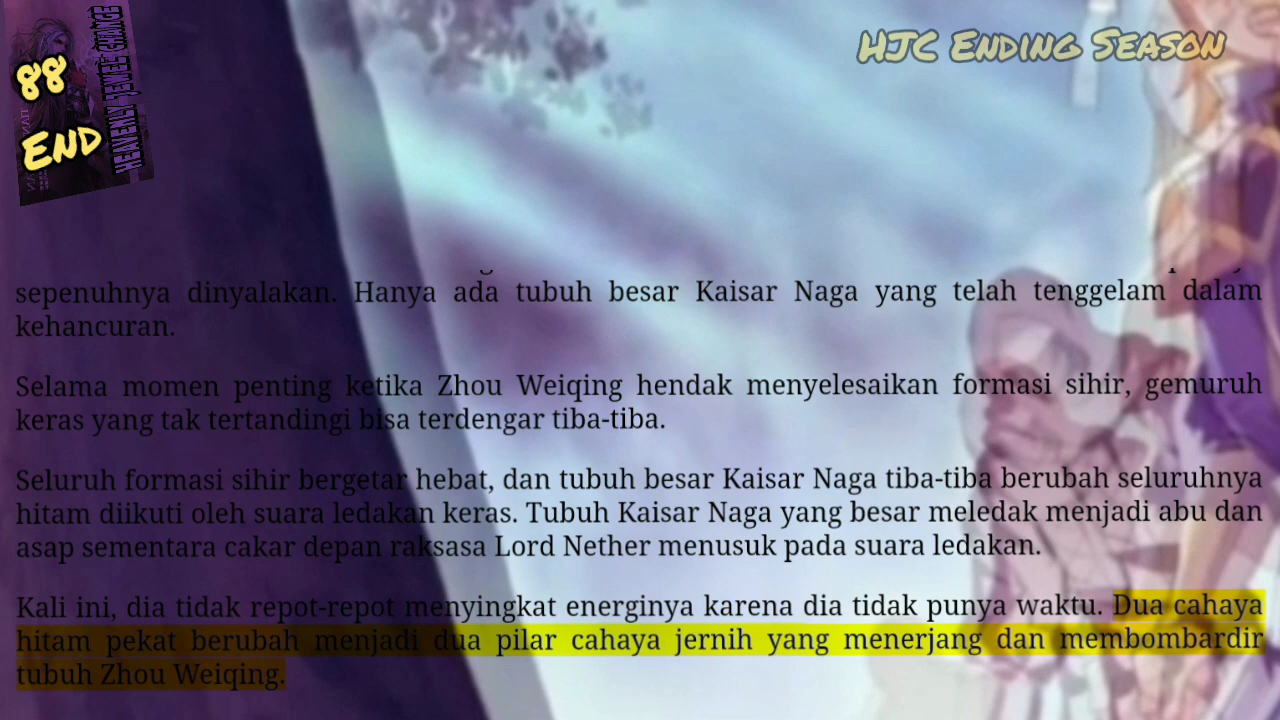 88
END
HEAVENLY JEWEL CHANGE
HJC ENDING SEASON
sepenuhnya dinyalakan. Hanya ada tubuh besar Kaisar Naga yang telah tenggelam dalam
kehancuran.
Selama momen penting ketika Zhou Weiqing hendak menyelesaikan formasi sihir, gemuruh
keras yang tak tertandingi bisa terdengar tiba-tiba.
Seluruh formasi sihir bergetar hebat, dan tubuh besar Kaisar Naga tiba-tiba berubah seluruhnya
hitam diikuti oleh suara ledakan keras. Tubuh Kaisar Naga yang besar meledak menjadi abu dan
asap sementara cakar depan raksasa Lord Nether menusuk pada suara ledakan.
Kali ini, dia tidak repot-repot menyingkat energinya karena dia tidak punya waktu. Dua cahaya
hitam pekat berubah menjadi dua pilar cahaya jernih yang menerjang dan membombardir
tubuh Zhou Weiqing.